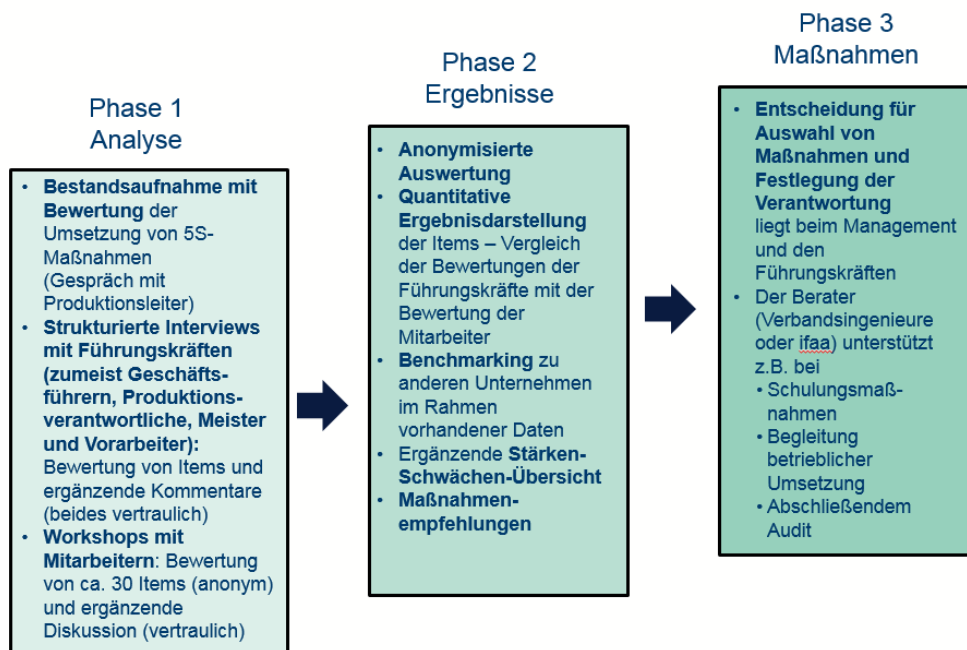 Phase 1
Analyse
• Bestandsaufnahme mit
Bewertung der
Umsetzung von 5S-
Maßnahmen
(Gespräch mit
Produktionsleiter)
• Strukturierte Interviews
mit Führungskräften
(zumeist Geschäfts-
führern, Produktions-
verantwortliche, Meister
und Vorarbeiter):
Bewertung von Items und
ergänzende Kommentare
(beides vertraulich)
• Workshops mit
Mitarbeitern: Bewertung
von ca. 30 Items (anonym)
und ergänzende
Diskussion (vertraulich)
Phase 2
Ergebnisse
• Anonymisierte
Auswertung
• Quantitative
Ergebnisdarstellung
der Items – Vergleich
der Bewertungen der
Führungskräfte mit der
Bewertung der
Mitarbeiter
• Benchmarking zu
anderen Unternehmen
im Rahmen
vorhandener Daten
• Ergänzende Stärken-
Schwächen-Übersicht
• Maßnahmen-
empfehlungen
Phase 3
Maßnahmen
• Entscheidung für
Auswahl von
Maßnahmen und
Festlegung der
Verantwortung
liegt beim Management
und den
Führungskräften
• Der Berater
(Verbandsingenieure
oder ifaa) unterstützt
z.B. bei
• Schulungsmaß-
nahmen
• Begleitung
betrieblicher
Umsetzung
• Abschließendem
Audit